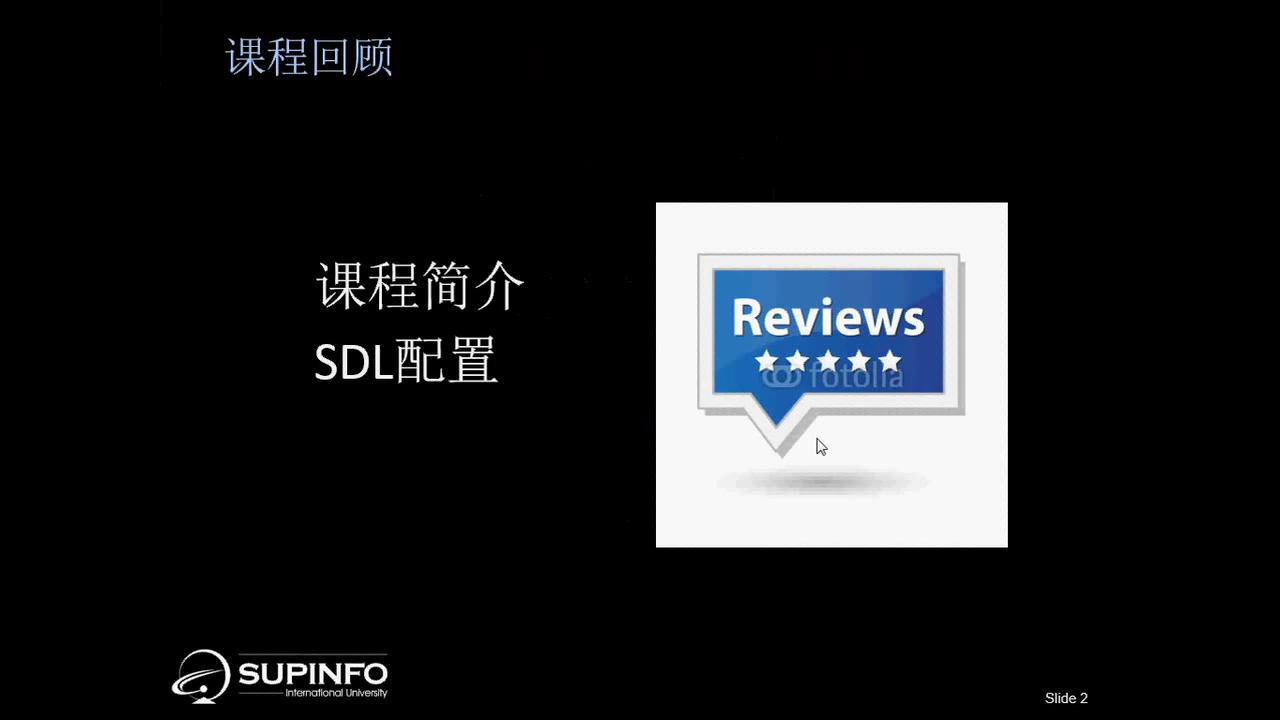 课程回顾
课程简介
SDL配置
Reviews
fotolia
SUPINFO
International University
Slide 2